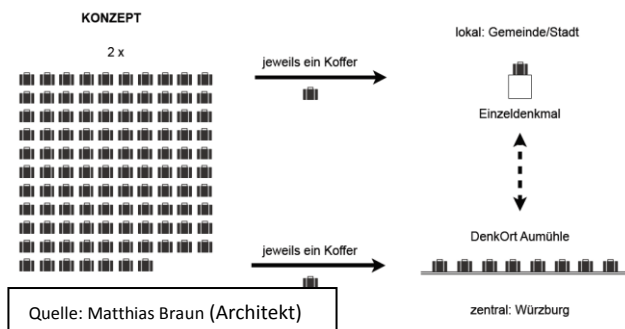 KONZEPT
2 x
jeweils ein Koffer
lokal: Gemeinde/Stadt
Einzeldenkmal
jeweils ein Koffer
DenkOrt Aumühle
zentral: Würzburg
Quelle: Matthias Braun (Architekt)